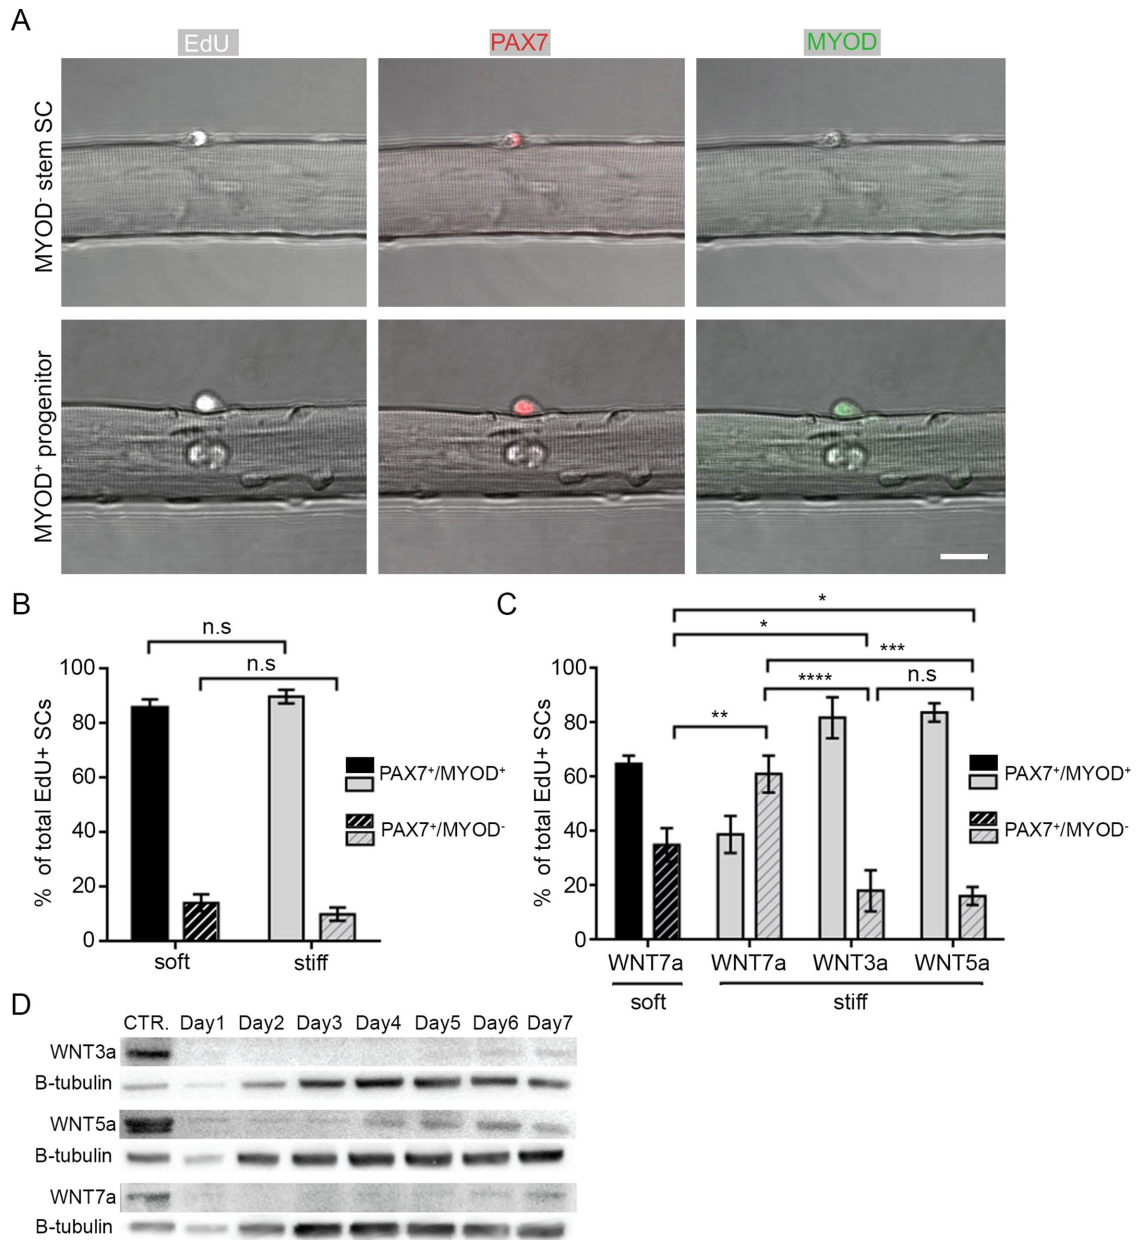 A
EdU PAX7 MYOD
MYOD⁻ stem SC
MYOD⁺ progenitor
B
n.s
n.s
100
80
60
40
20
0
% of total EdU+ SCs
PAX7⁺/MYOD⁺
PAX7⁺/MYOD⁻
soft stiff
C
*
*
***
**** n.s
**
100
80
60
40
20
0
% of total EdU+ SCs
PAX7⁺/MYOD⁺
PAX7⁺/MYOD⁻
WNT7a WNT7a WNT3a WNT5a
soft stiff
D
CTR. Day1 Day2 Day3 Day4 Day5 Day6 Day7
WNT3a
B-tubulin
WNT5a
B-tubulin
WNT7a
B-tubulin